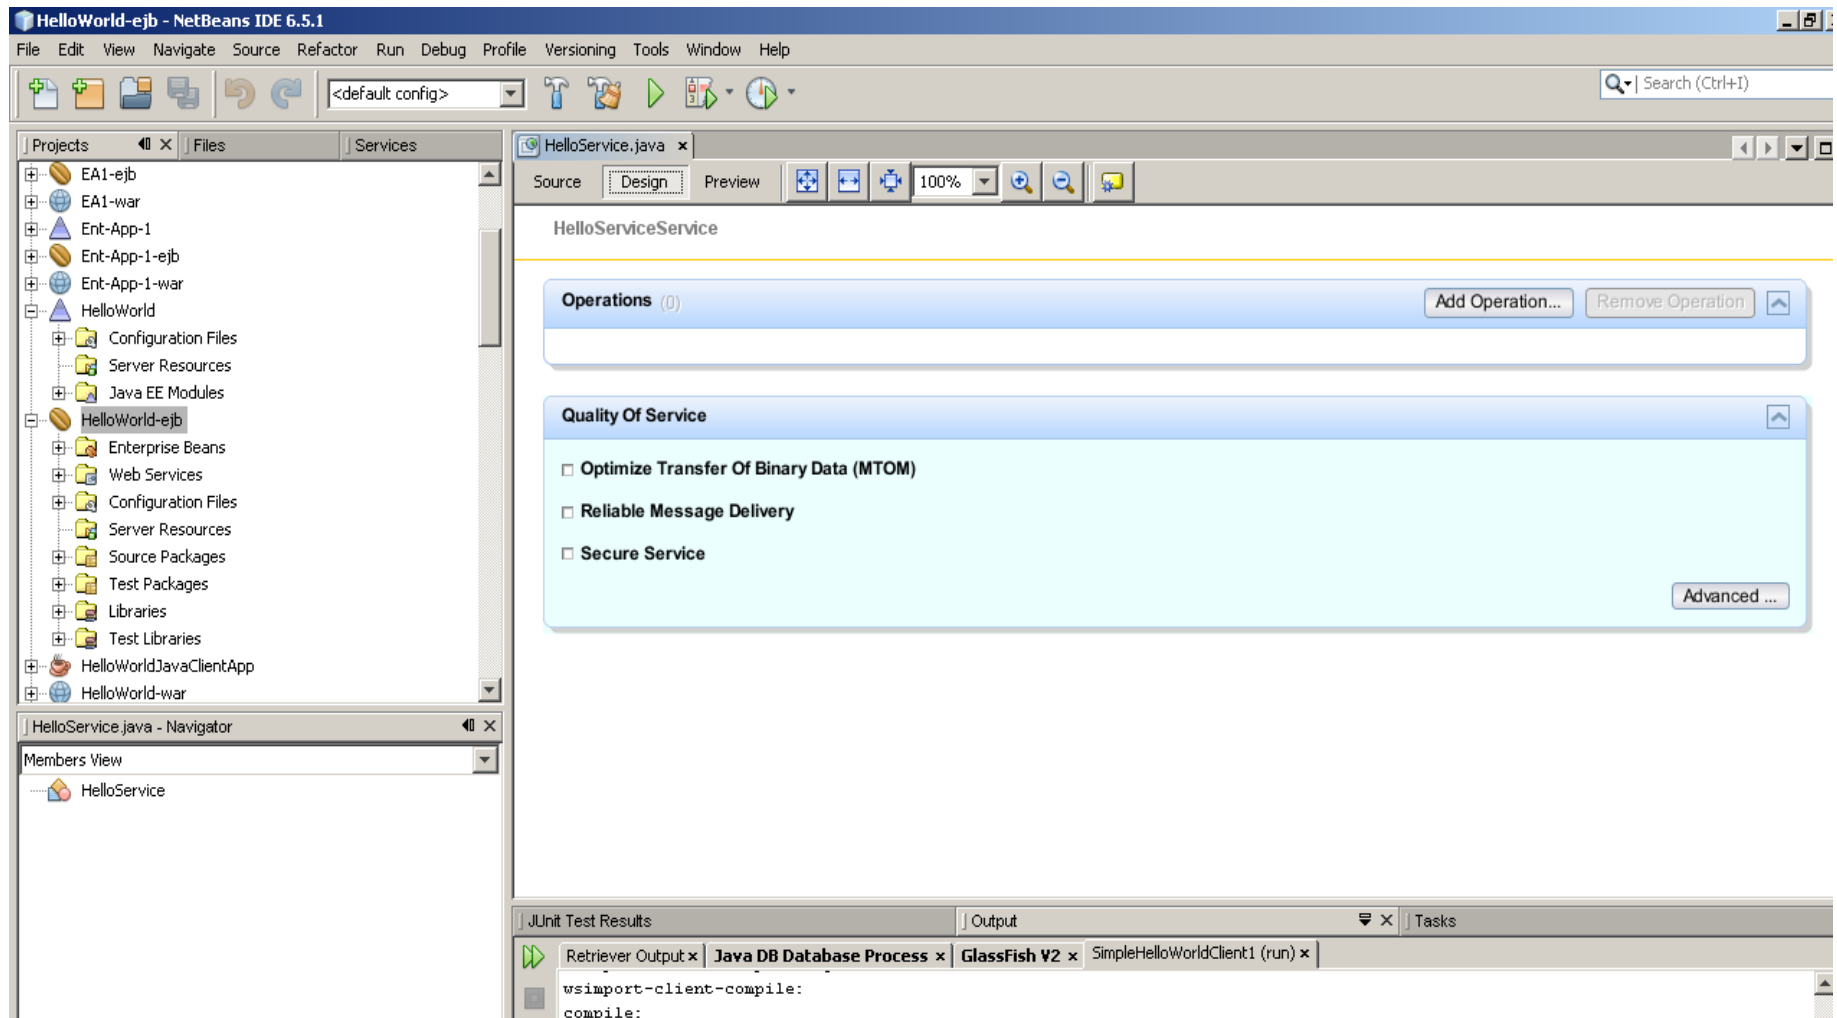 HelloWorld-ejb - NetBeans IDE 6.5.1
File Edit View Navigate Source Refactor Run Debug Profile Versioning Tools Window Help
<default config>
Search (Ctrl+I)
Projects Files Services
EA1-ejb
EA1-war
Ent-App-1
Ent-App-1-ejb
Ent-App-1-war
HelloWorld
Configuration Files
Server Resources
Java EE Modules
HelloWorld-ejb
Enterprise Beans
Web Services
Configuration Files
Server Resources
Source Packages
Test Packages
Libraries
Test Libraries
HelloWorldJavaClientApp
HelloWorld-war
HelloService.java - Navigator
Members View
HelloService
HelloService.java
Source Design Preview 100%
HelloServiceService
Operations (0) Add Operation... Remove Operation
Quality Of Service
Optimize Transfer Of Binary Data (MTOM)
Reliable Message Delivery
Secure Service
Advanced ...
JUnit Test Results Output Tasks
Retriever Output Java DB Database Process GlassFish V2 SimpleHelloWorldClient1 (run)
wsimport-client-compile:
compile: